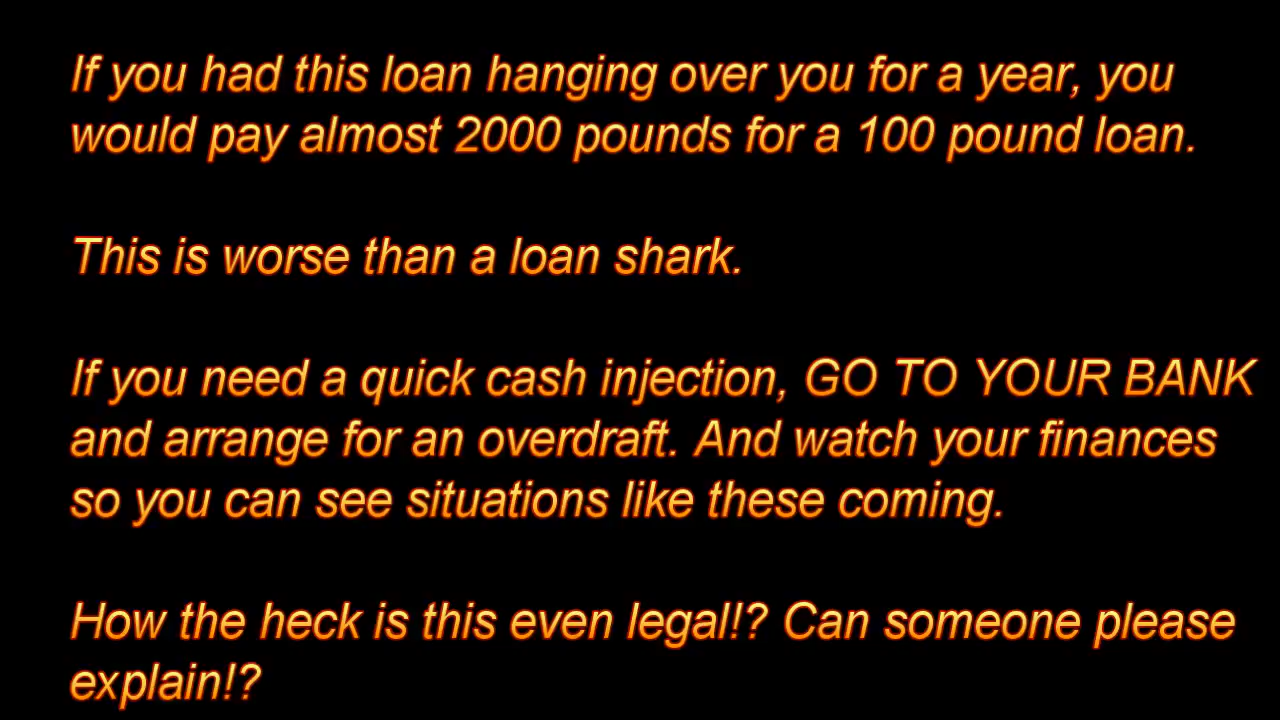 If you had this loan hanging over you for a year, you
would pay almost 2000 pounds for a 100 pound loan.
This is worse than a loan shark.
If you need a quick cash injection, GO TO YOUR BANK
and arrange for an overdraft. And watch your finances
so you can see situations like these coming.
How the heck is this even legal!? Can someone please
explain!?